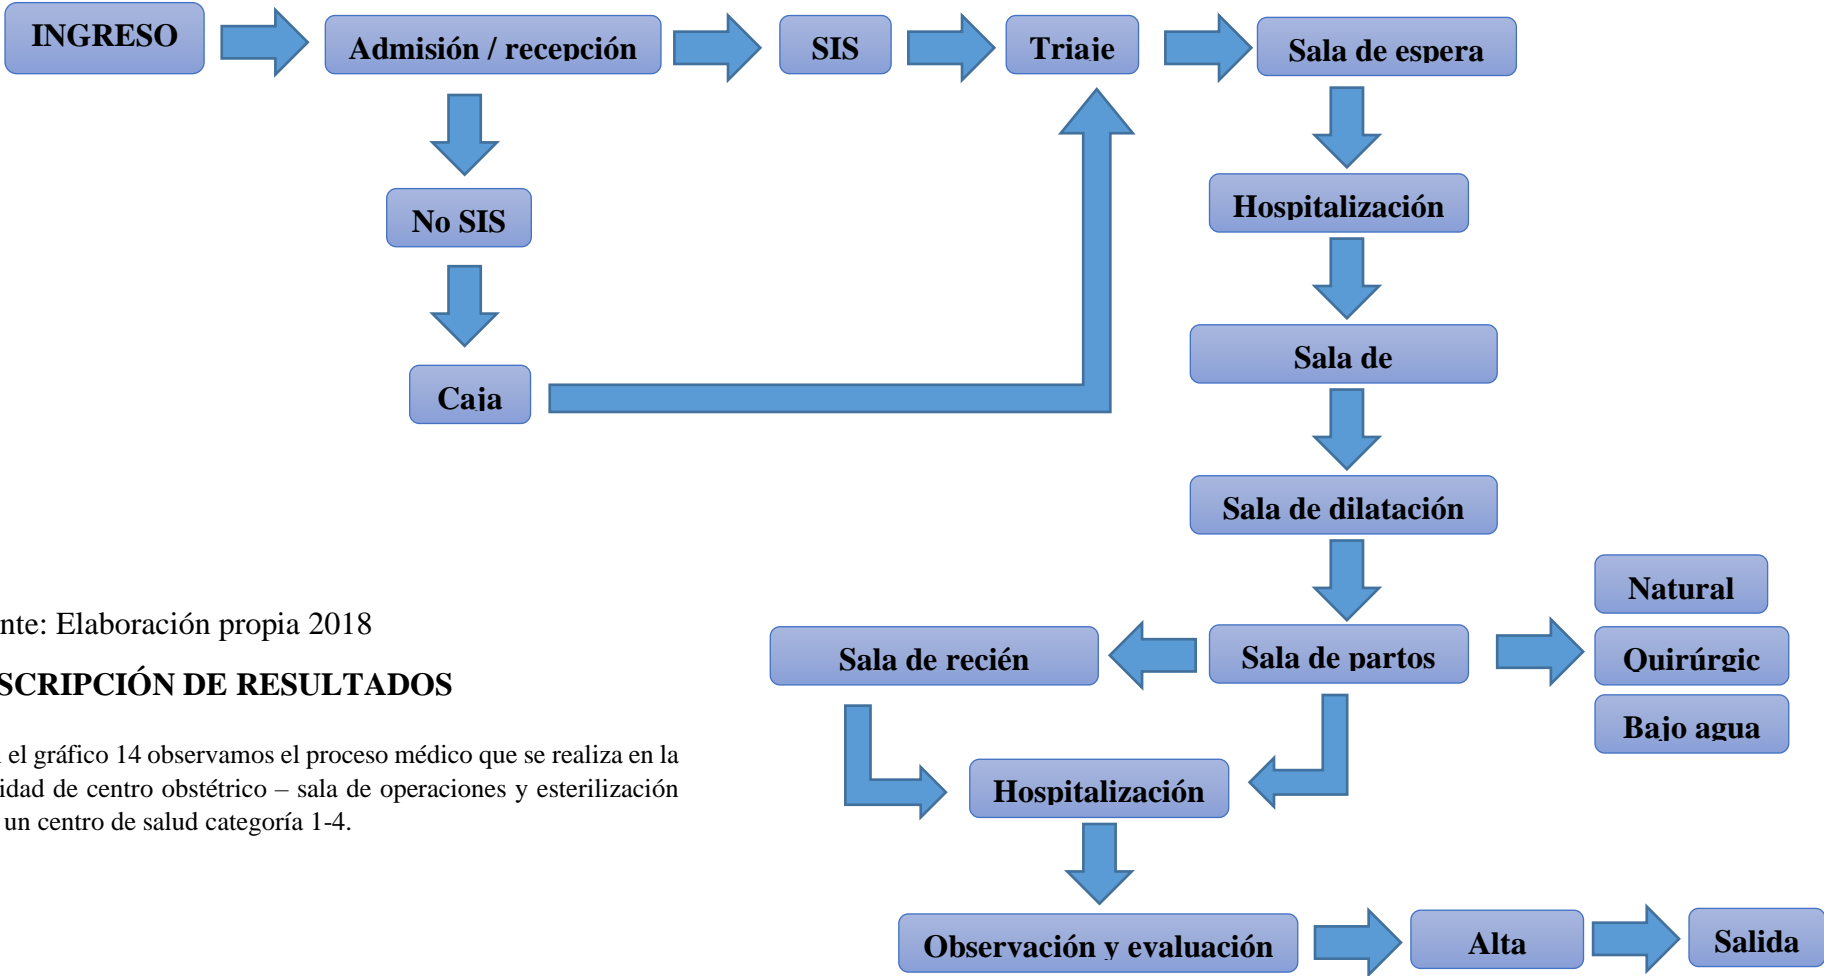 INGRESO
Admisión / recepción
SIS
Triaje
Sala de espera
No SIS
Hospitalización
Caja
Sala de
Sala de dilatación
Natural
Sala de recién
Sala de partos
Quirúrgic
Bajo agua
Hospitalización
Observación y evaluación
Alta
Salida
nte: Elaboración propia 2018
SCRIPCIÓN DE RESULTADOS
el gráfico 14 observamos el proceso médico que se realiza en la
idad de centro obstétrico – sala de operaciones y esterilización
un centro de salud categoría 1-4.